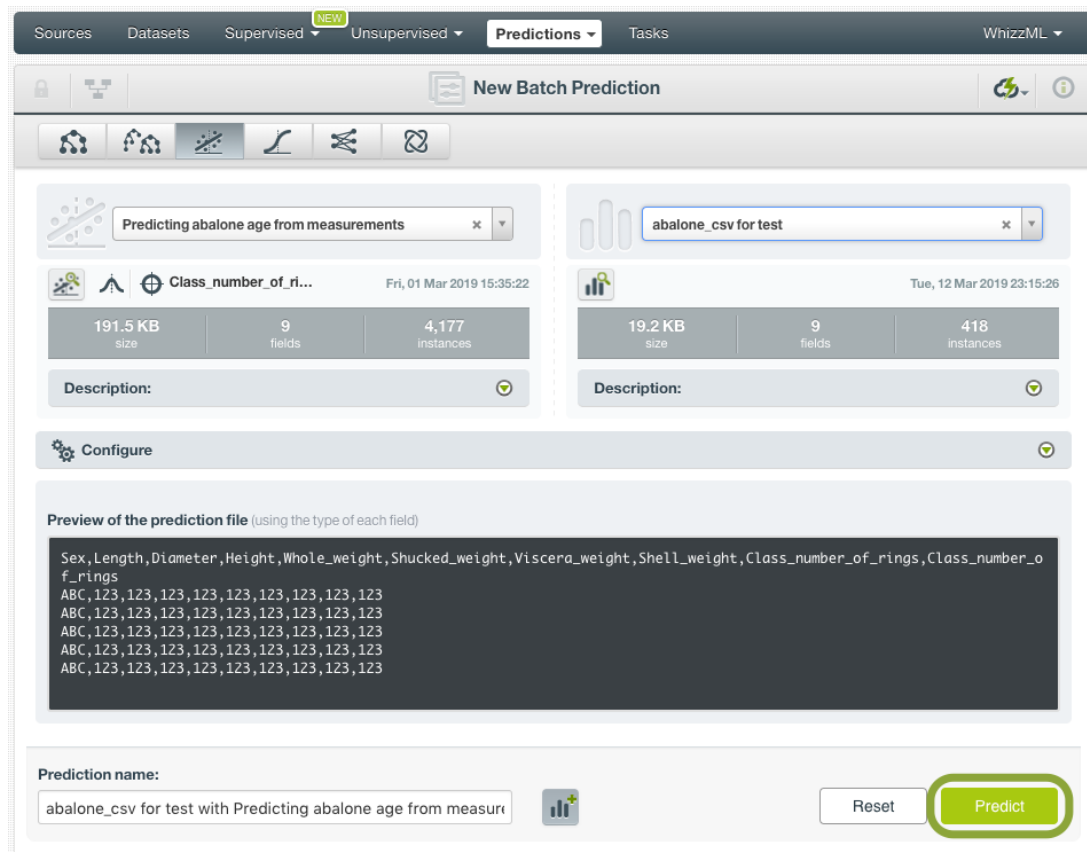 NEW
Sources Datasets Supervised Unsupervised Predictions Tasks WhizzML
New Batch Prediction
Predicting abalone age from measurements
abalone_csv for test
Class_number_of_ri... Fri, 01 Mar 2019 15:35:22
Tue, 12 Mar 2019 23:15:26
191.5 KB 9 4,177
size fields instances
19.2 KB 9 418
size fields instances
Description:
Description:
Configure
Preview of the prediction file (using the type of each field)
Sex,Length,Diameter,Height,Whole_weight,Shucked_weight,Viscera_weight,Shell_weight,Class_number_of_rings,Class_number_o
f_rings
ABC,123,123,123,123,123,123,123,123,123
ABC,123,123,123,123,123,123,123,123,123
ABC,123,123,123,123,123,123,123,123,123
ABC,123,123,123,123,123,123,123,123,123
ABC,123,123,123,123,123,123,123,123,123
Prediction name:
abalone_csv for test with Predicting abalone age from measure
Reset Predict